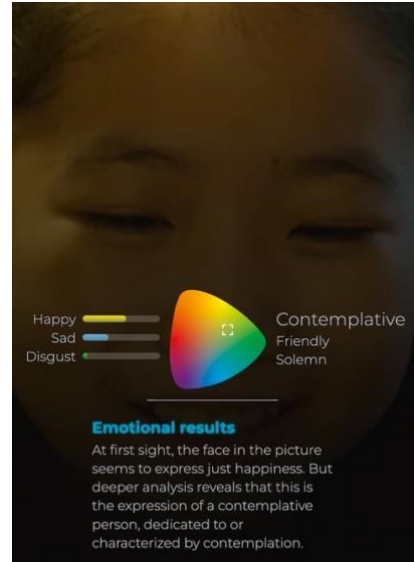 Happy
Sad
Disgust
Contemplative
Friendly
Solemn
Emotional results
At first sight, the face in the picture
seems to express just happiness. But
deeper analysis reveals that this is
the expression of a contemplative
person, dedicated to or
characterized by contemplation.